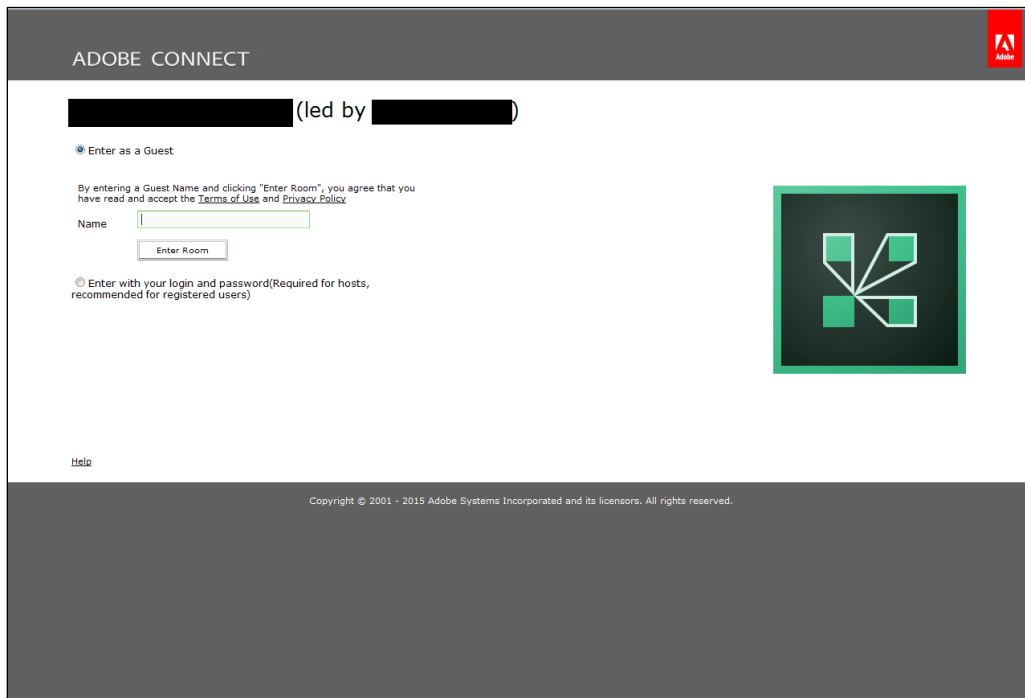 ADOBE CONNECT
Adobe
(led by )
Enter as a Guest
By entering a Guest Name and clicking "Enter Room", you agree that you
have read and accept the Terms of Use and Privacy Policy
Name
Enter Room
Enter with your login and password(Required for hosts,
recommended for registered users)
Help
Copyright © 2001 - 2015 Adobe Systems Incorporated and its licensors. All rights reserved.